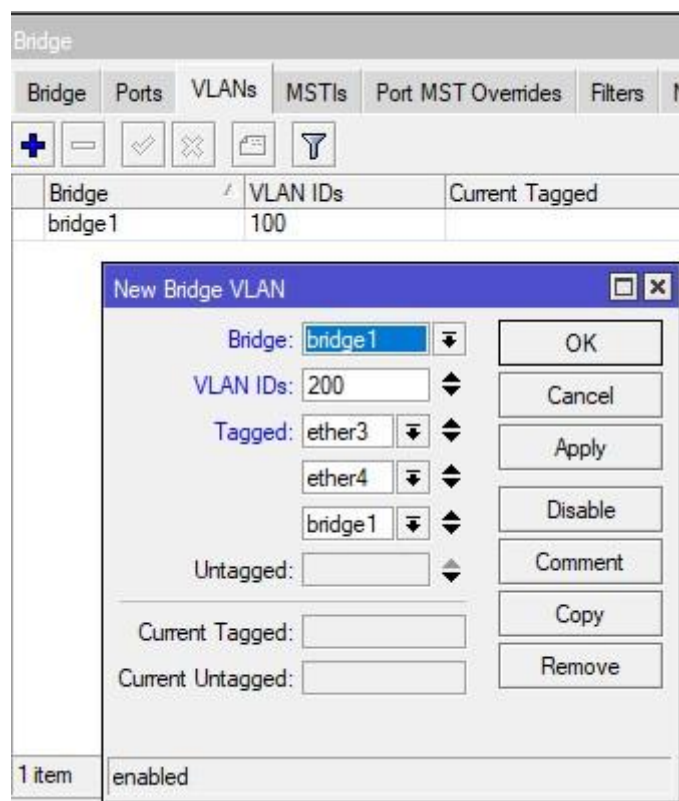 Bridge
Bridge Ports VLANs MSTIs Port MST Overrides Filters
Bridge VLAN IDs Current Tagged
bridge1 100
New Bridge VLAN
Bridge: bridge1 OK
VLAN IDs: 200 Cancel
Tagged: ether3 Apply
ether4
bridge1 Disable
Untagged: Comment
Current Tagged: Copy
Current Untagged: Remove
1 item enabled